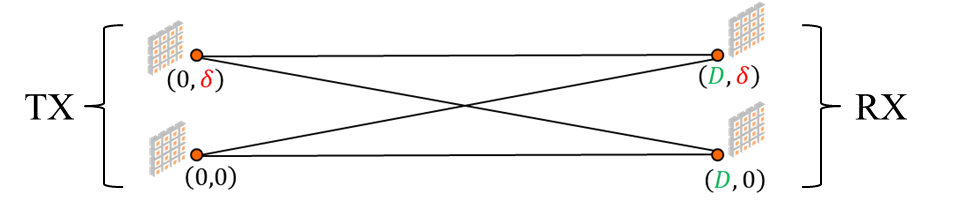 (0, δ)
(D, δ)
TX
RX
(0,0)
(D, 0)